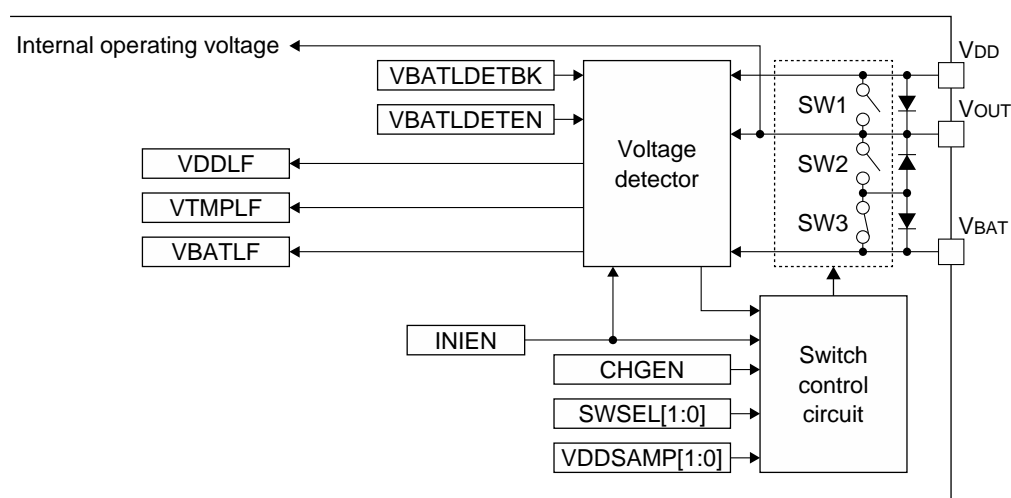 Internal operating voltage
VDD
VBATLDETBK
SW1
VOUT
VBATLDETEN
Voltage
detector
VDDLF
SW2
VTMPLF
SW3
VBAT
VBATLF
INIEN
Switch
control
circuit
CHGEN
SWSEL[1:0]
VDDSAMP[1:0]